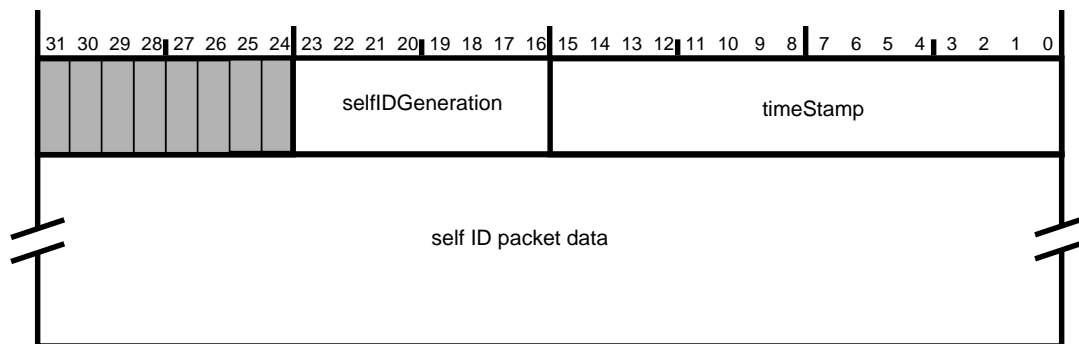 31 30 29 28 27 26 25 24 23 22 21 20 19 18 17 16 15 14 13 12 11 10 9 8 7 6 5 4 3 2 1 0
selfIDGeneration timeStamp
self ID packet data